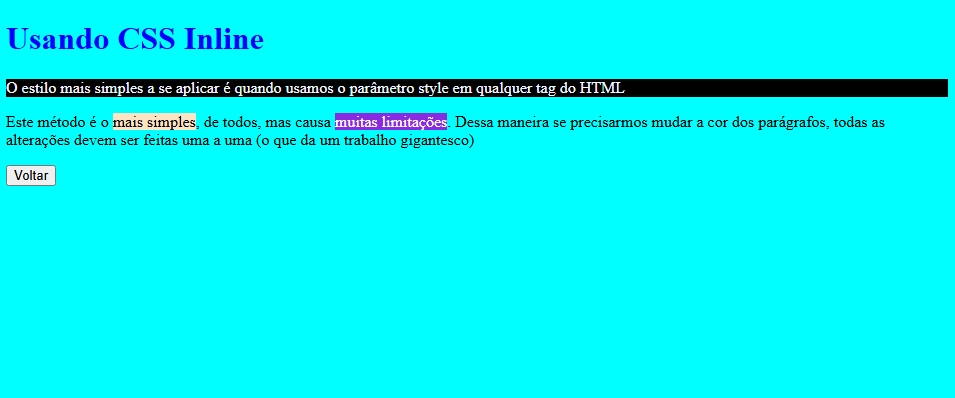 Usando CSS Inline
O estilo mais simples a se aplicar é quando usamos o parâmetro style em qualquer tag do HTML
Este método é o mais simples, de todos, mas causa muitas limitações. Dessa maneira se precisarmos mudar a cor dos parágrafos, todas as
alterações devem ser feitas uma a uma (o que da um trabalho gigantesco)
Voltar